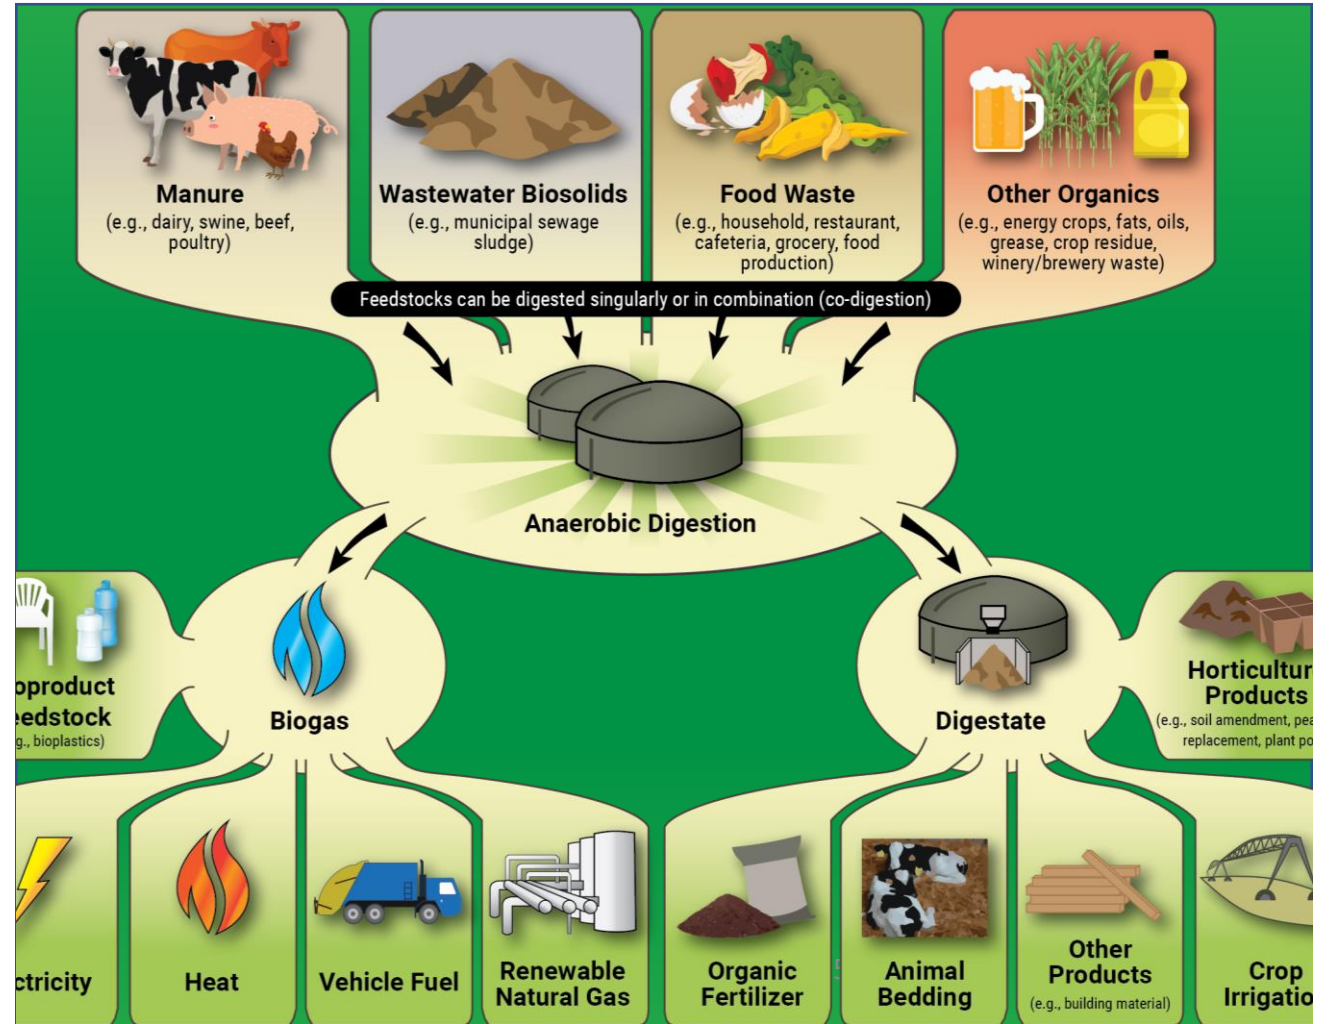 Manure
(e.g., dairy, swine, beef,
poultry)
Wastewater Biosolids
(e.g., municipal sewage
sludge)
Food Waste
(e.g., household, restaurant,
cafeteria, grocery, food
production)
Other Organics
(e.g., energy crops, fats, oils,
grease, crop residue,
winery/brewery waste)
Feedstocks can be digested singularly or in combination (co-digestion)
Anaerobic Digestion
oproduct
eedstock
g., bioplastics)
Biogas
Digestate
Horticultur
Products
(e.g., soil amendment, pea
replacement, plant po
ctricity
Heat
Vehicle Fuel
Renewable
Natural Gas
Organic
Fertilizer
Animal
Bedding
Other
Products
(e.g., building material)
Crop
Irrigatio